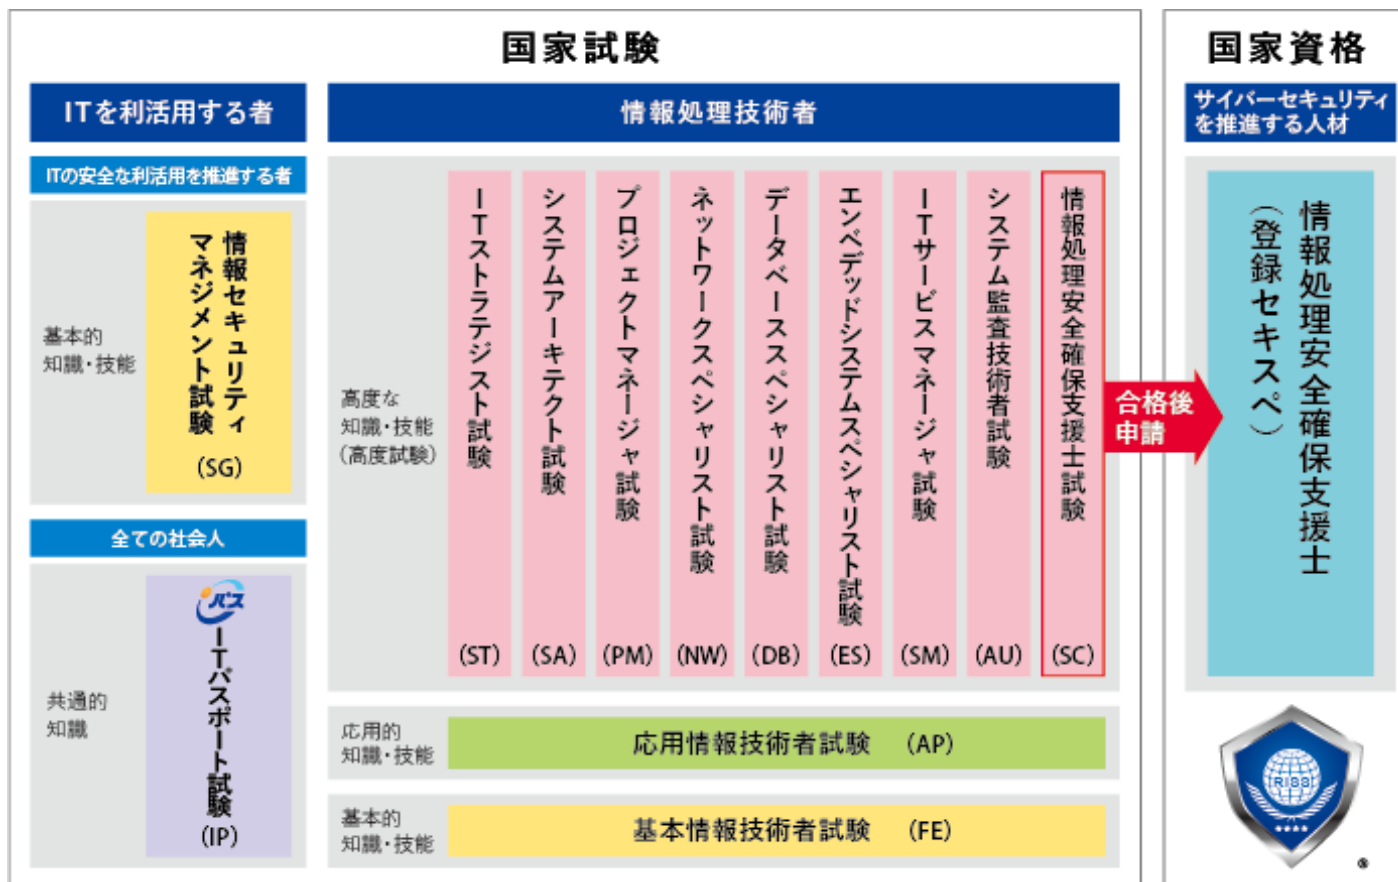 国家試験
国家資格
ITを利活用する者
情報処理技術者
サイバーセキュリティ
を推進する人材
ITの安全な利活用を推進する者
基本的
知識・技能
情報セキュリティ
マネジメント試験
(SG)
全ての社会人
共通的
知識
iパス
ITパスポート試験
(IP)
高度な
知識・技能
(高度試験)
ITストラテジスト試験
(ST)
システムアーキテクト試験
(SA)
プロジェクトマネージャ試験
(PM)
ネットワークスペシャリスト試験
(NW)
データベーススペシャリスト試験
(DB)
エンベデッドシステムスペシャリスト試験
(ES)
ITサービスマネージャ試験
(SM)
システム監査技術者試験
(AU)
情報処理安全確保支援士試験
(SC)
応用的
知識・技能
応用情報技術者試験 (AP)
基本的
知識・技能
基本情報技術者試験 (FE)
合格後
申請
情報処理安全確保支援士
(登録セキスペ)
RISS
®